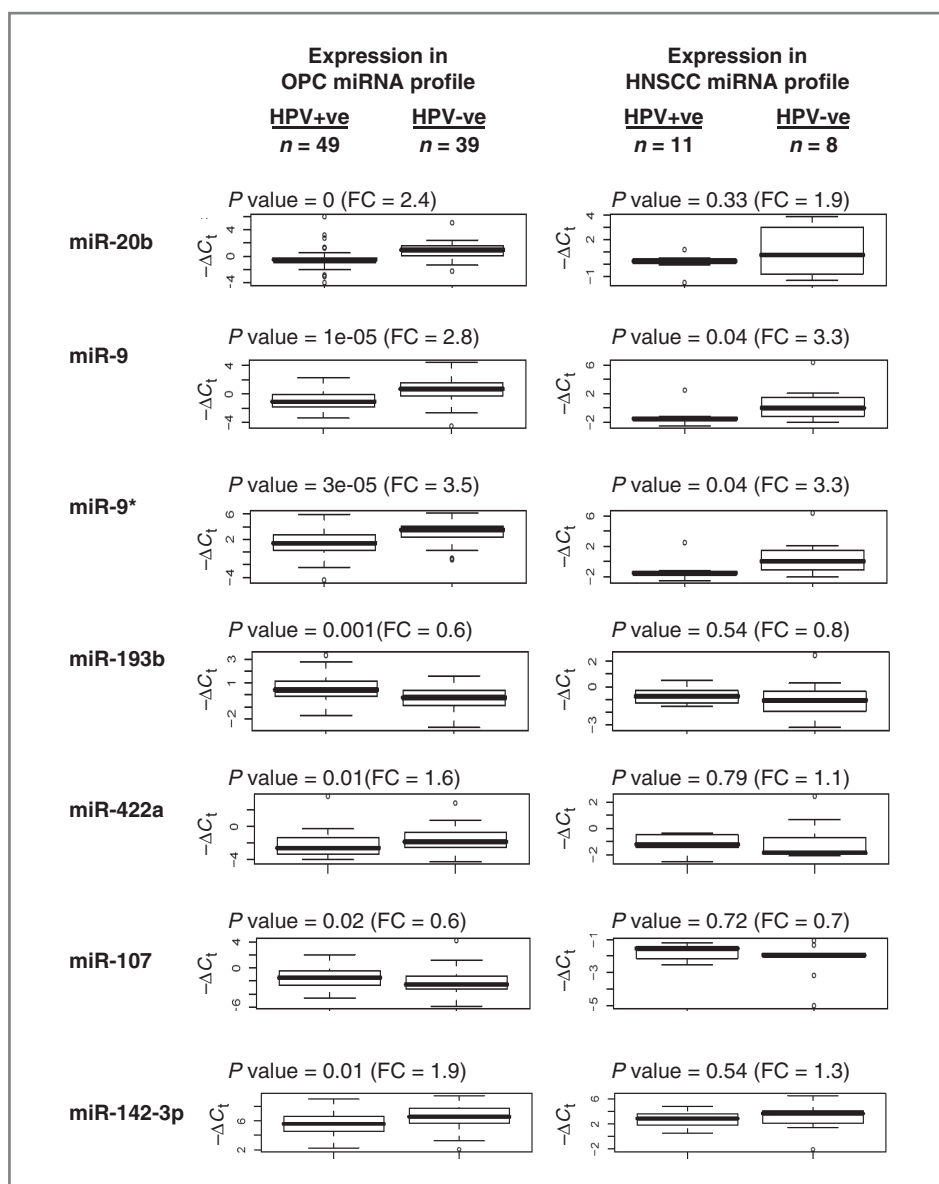 Expression in
OPC miRNA profile
Expression in
HNSCC miRNA profile
HPV+ve HPV-ve HPV+ve HPV-ve
n = 49 n = 39 n = 11 n = 8
miR-20b
P value = 0 (FC = 2.4)
−ΔCt
4
0
-4
P value = 0.33 (FC = 1.9)
−ΔCt
4
2
-1
miR-9
P value = 1e-05 (FC = 2.8)
−ΔCt
4
0
-4
P value = 0.04 (FC = 3.3)
−ΔCt
6
2
-2
miR-9*
P value = 3e-05 (FC = 3.5)
−ΔCt
6
2
-4
P value = 0.04 (FC = 3.3)
−ΔCt
6
2
-2
miR-193b
P value = 0.001(FC = 0.6)
−ΔCt
3
1
-2
P value = 0.54 (FC = 0.8)
−ΔCt
2
0
-3
miR-422a
P value = 0.01(FC = 1.6)
−ΔCt
0
-4
P value = 0.79 (FC = 1.1)
−ΔCt
2
0
-2
miR-107
P value = 0.02 (FC = 0.6)
−ΔCt
4
0
-6
P value = 0.72 (FC = 0.7)
−ΔCt
-1
-3
-5
miR-142-3p
P value = 0.01 (FC = 1.9)
−ΔCt
6
2
P value = 0.54 (FC = 1.3)
−ΔCt
6
2
-2